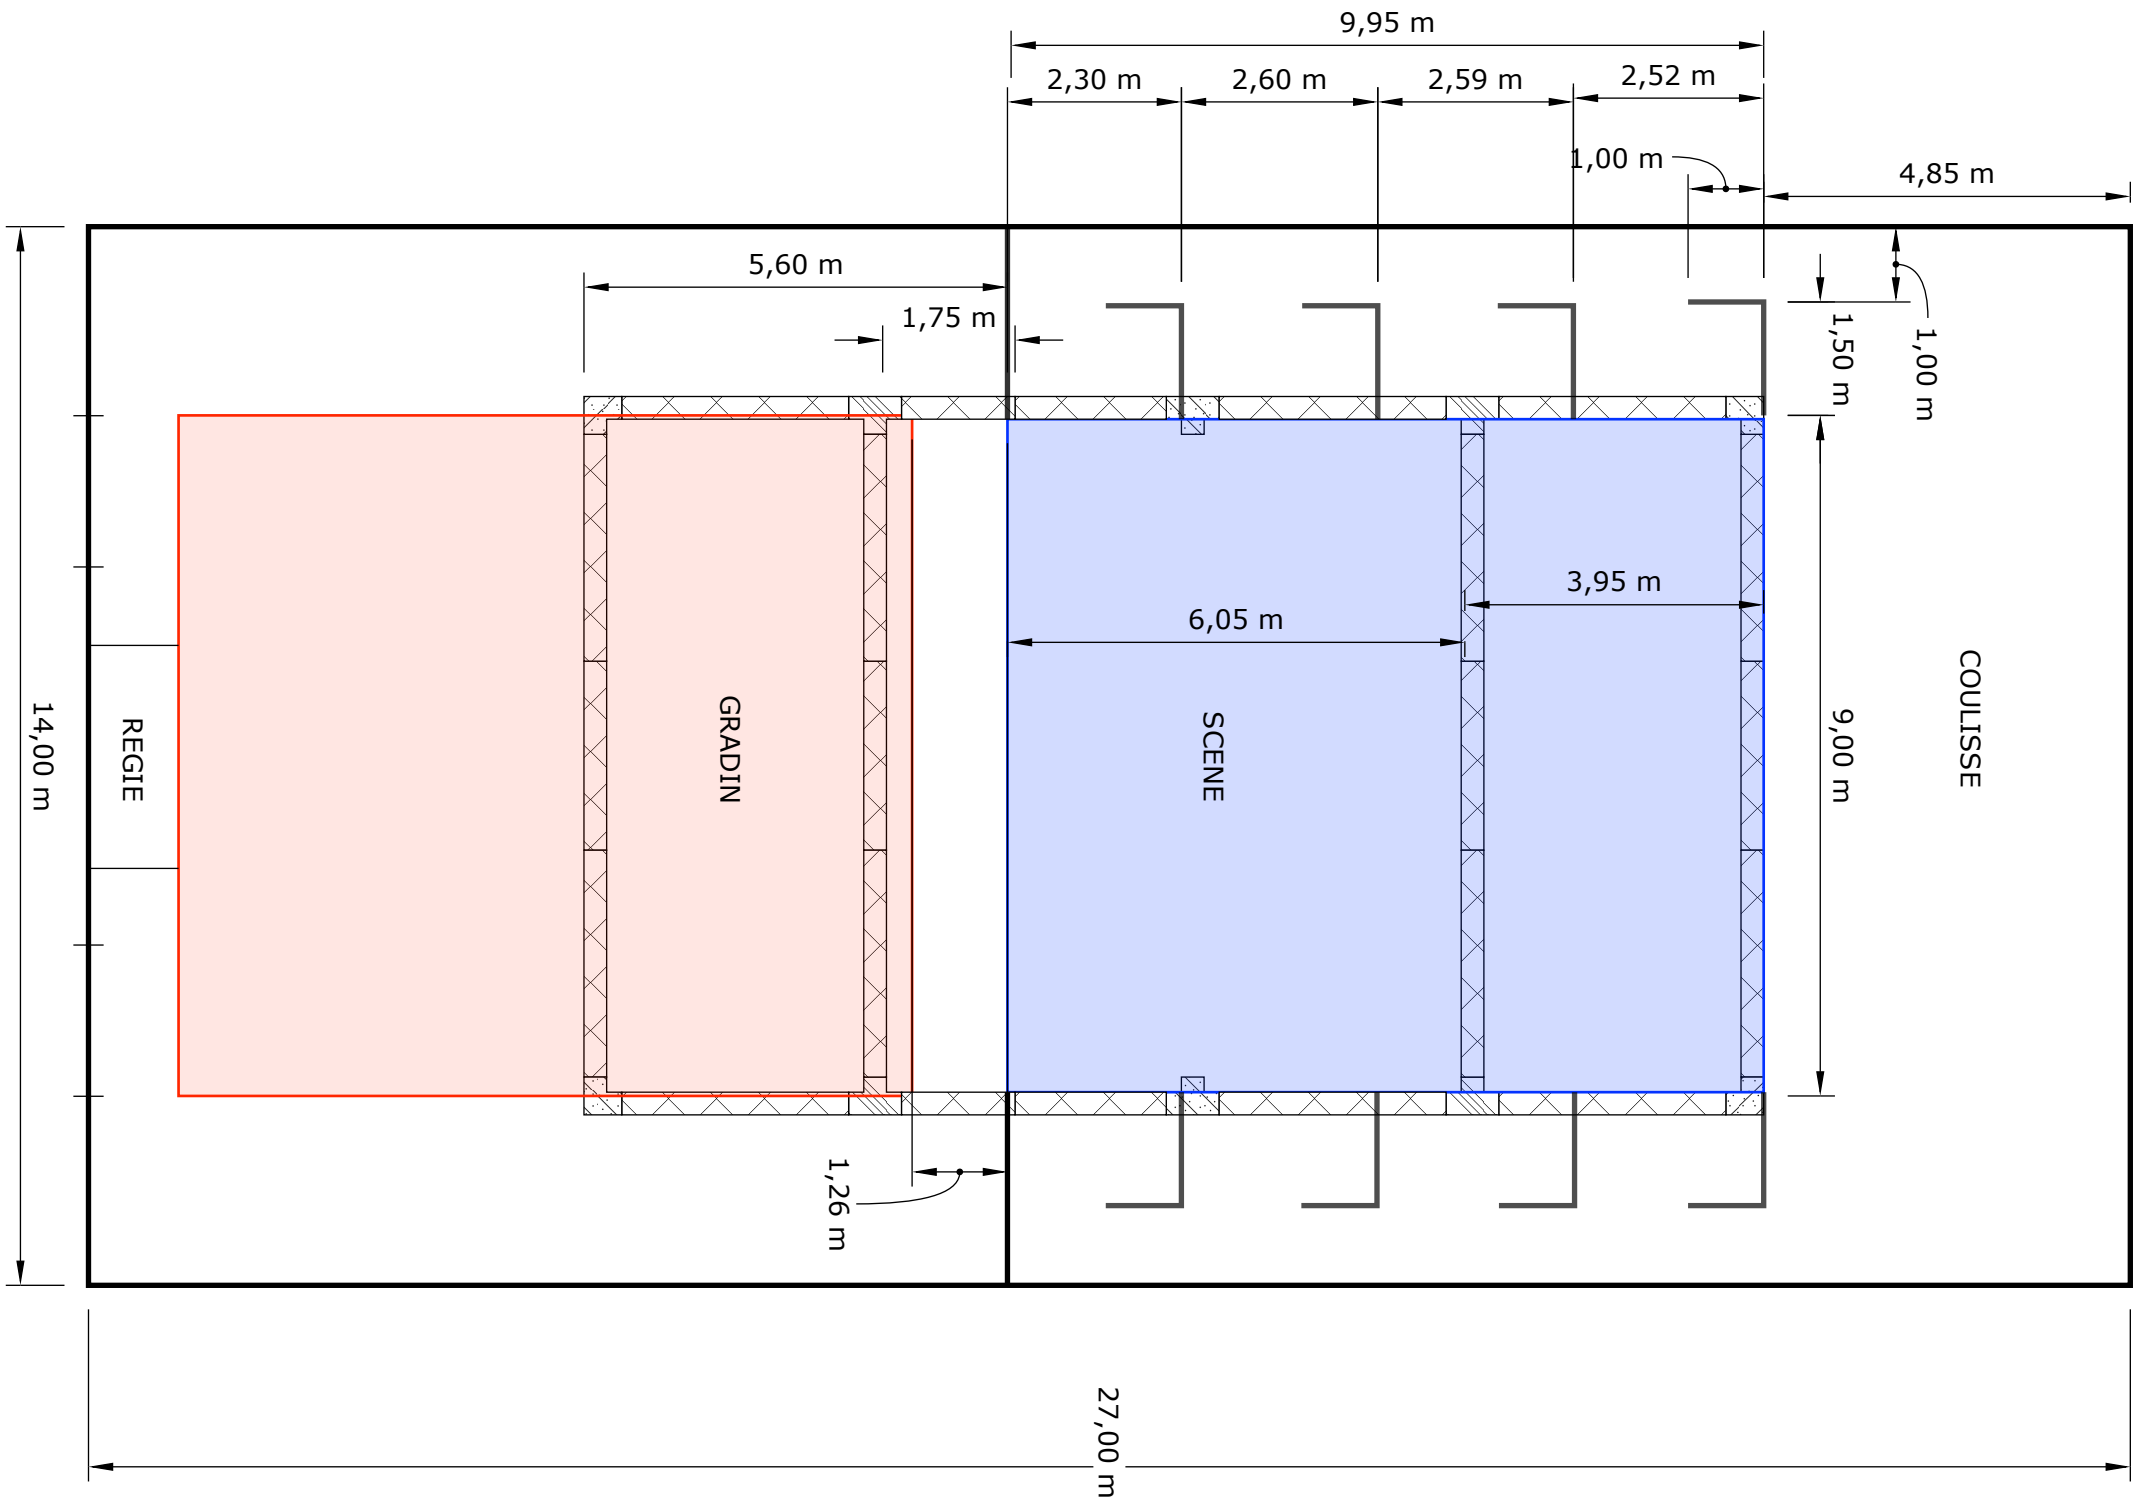 9,95 m
2,30 m
2,60 m
2,59 m
2,52 m
1,00 m
4,85 m
5,60 m
1,75 m
1,50 m
1,00 m
3,95 m
6,05 m
14,00 m
REGIE
GRADIN
SCENE
9,00 m
COULISSE
1,26 m
27,00 m